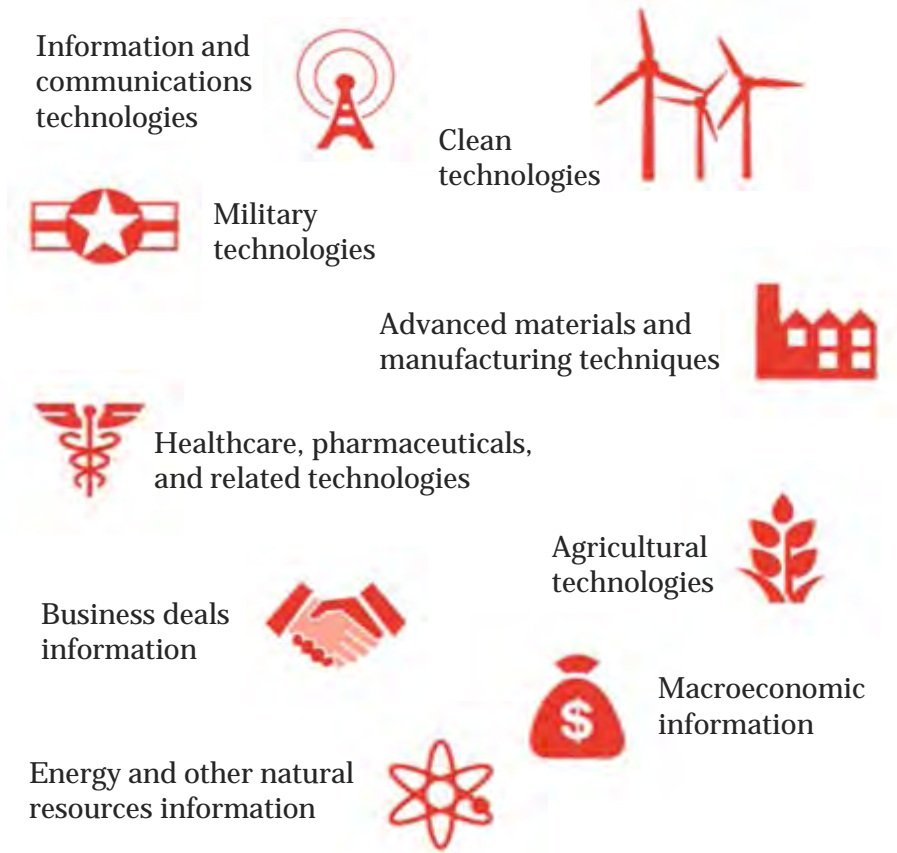 Information and
communications
technologies
Clean
technologies
Military
technologies
Advanced materials and
manufacturing techniques
Healthcare, pharmaceuticals,
and related technologies
Agricultural
technologies
Business deals
information
$
Macroeconomic
information
Energy and other natural
resources information